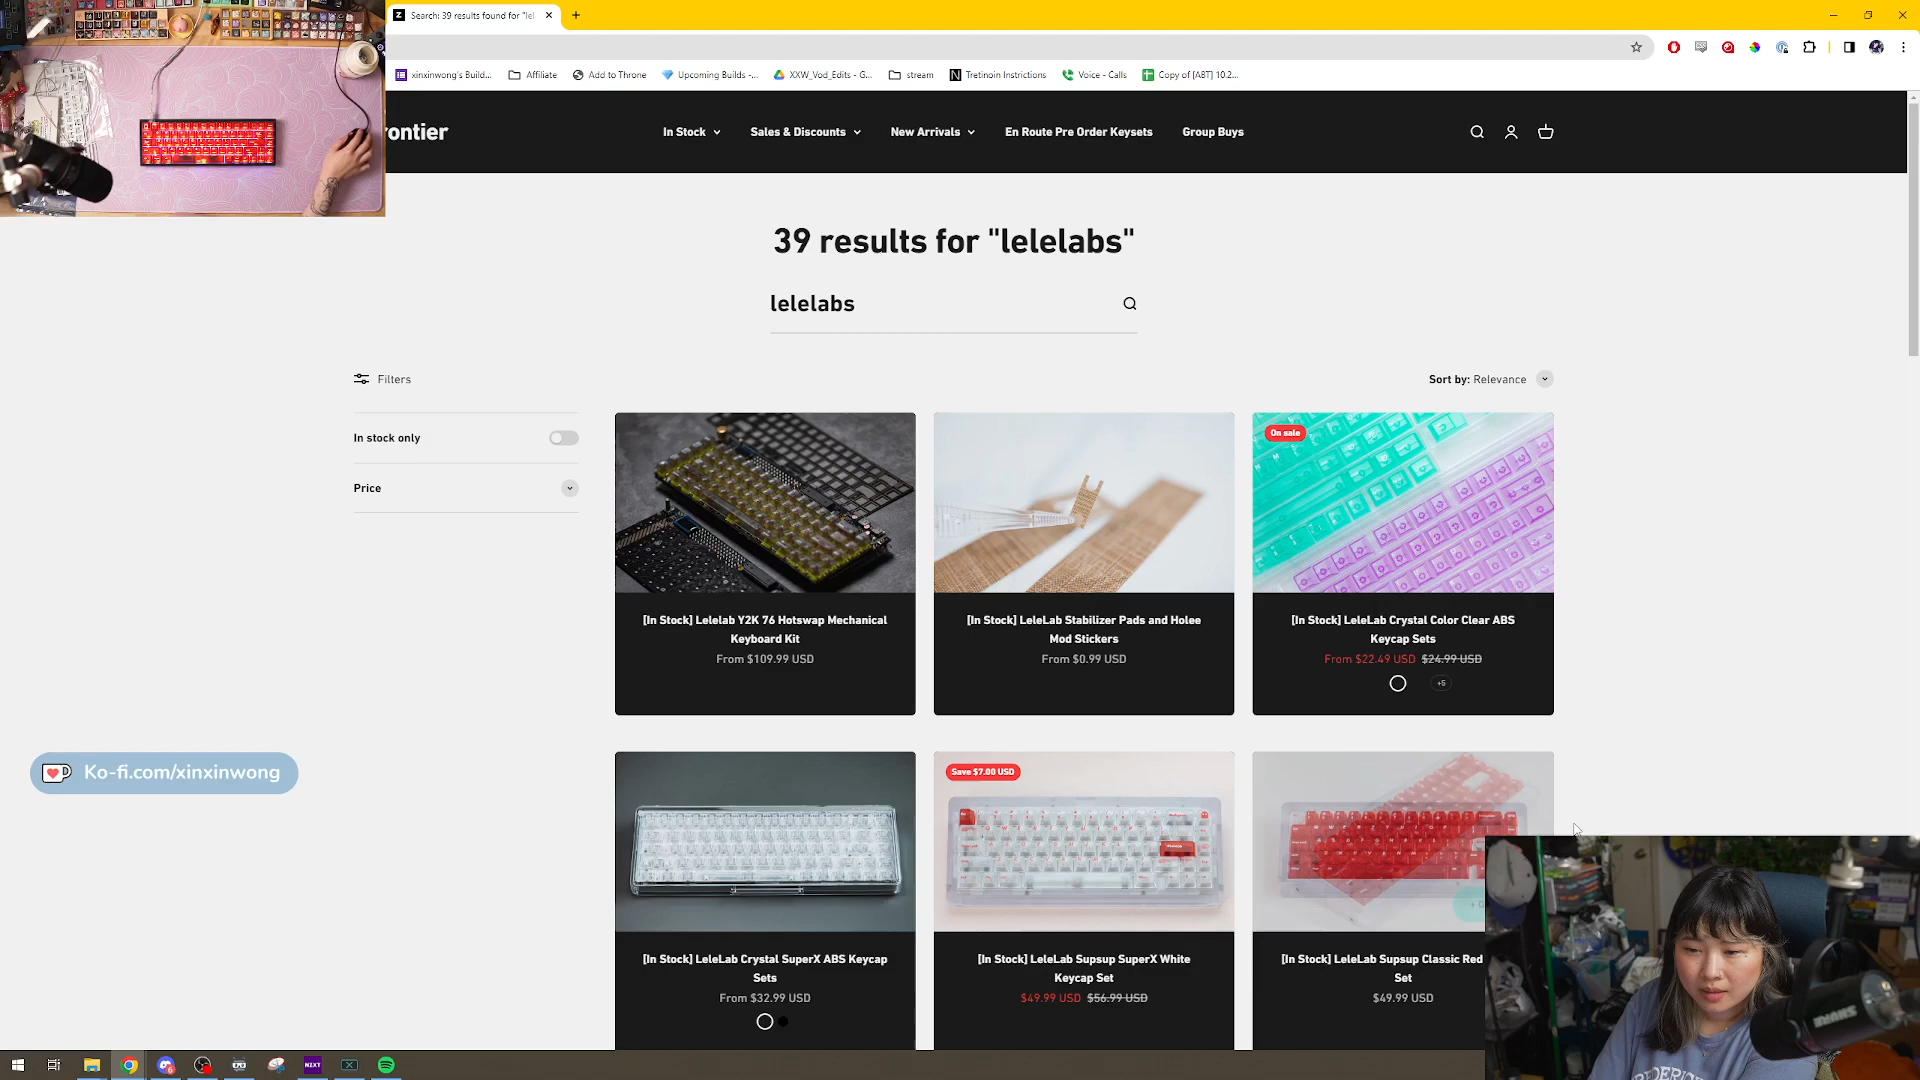 Search: 39 results found for "lel
xinxinwong's Build...
Affiliate
Add to Throne
Upcoming Builds -...
XXW_Vod_Edits - G...
stream
Tretinoin Instrictions
Voice - Calls
Copy of [ABT] 10.2...
rontier
In Stock
Sales & Discounts
New Arrivals
En Route Pre Order Keysets
Group Buys
39 results for "lelelabs"
lelelabs
Filters
Sort by: Relevance
In stock only
Price
On sale
[In Stock] Lelelab Y2K 76 Hotswap Mechanical
Keyboard Kit
From $109.99 USD
[In Stock] LeleLab Stabilizer Pads and Holee
Mod Stickers
From $0.99 USD
[In Stock] LeleLab Crystal Color Clear ABS
Keycap Sets
From $22.49 USD $24.99 USD
+5
Ko-fi.com/xinxinwong
Save $7.00 USD
[In Stock] LeleLab Crystal SuperX ABS Keycap
Sets
From $32.99 USD
[In Stock] LeleLab Supsup SuperX White
Keycap Set
$49.99 USD $56.99 USD
[In Stock] LeleLab Supsup Classic Red
Set
$49.99 USD
NZXT
SHURE